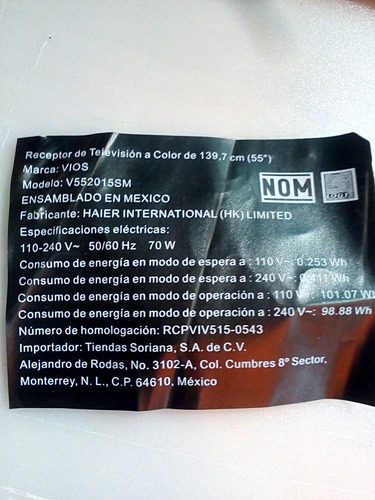 Receptor de Televisión a Color de 139,7 cm (55")
Marca: VIOS
Modelo: V552015SM
ENSAMBLADO EN MEXICO
NOM
Fabricante: HAIER INTERNATIONAL (HK) LIMITED
Especificaciones eléctricas:
110-240 V~ 50/60 Hz 70 W
Consumo de energía en modo de espera a : 110 V~: 0.253 Wh
Consumo de energía en modo de espera a : 240 V~: Wh
Consumo de energía en modo de operación a : 110 V~: 101.07 Wh
Consumo de energía en modo de operación a : 240 V~: 98.88 Wh
Número de homologación: RCPVIV515-0543
Importador: Tiendas Soriana, S.A. de C.V.
Alejandro de Rodas, No. 3102-A, Col. Cumbres 8º Sector,
Monterrey, N. L., C.P. 64610, México